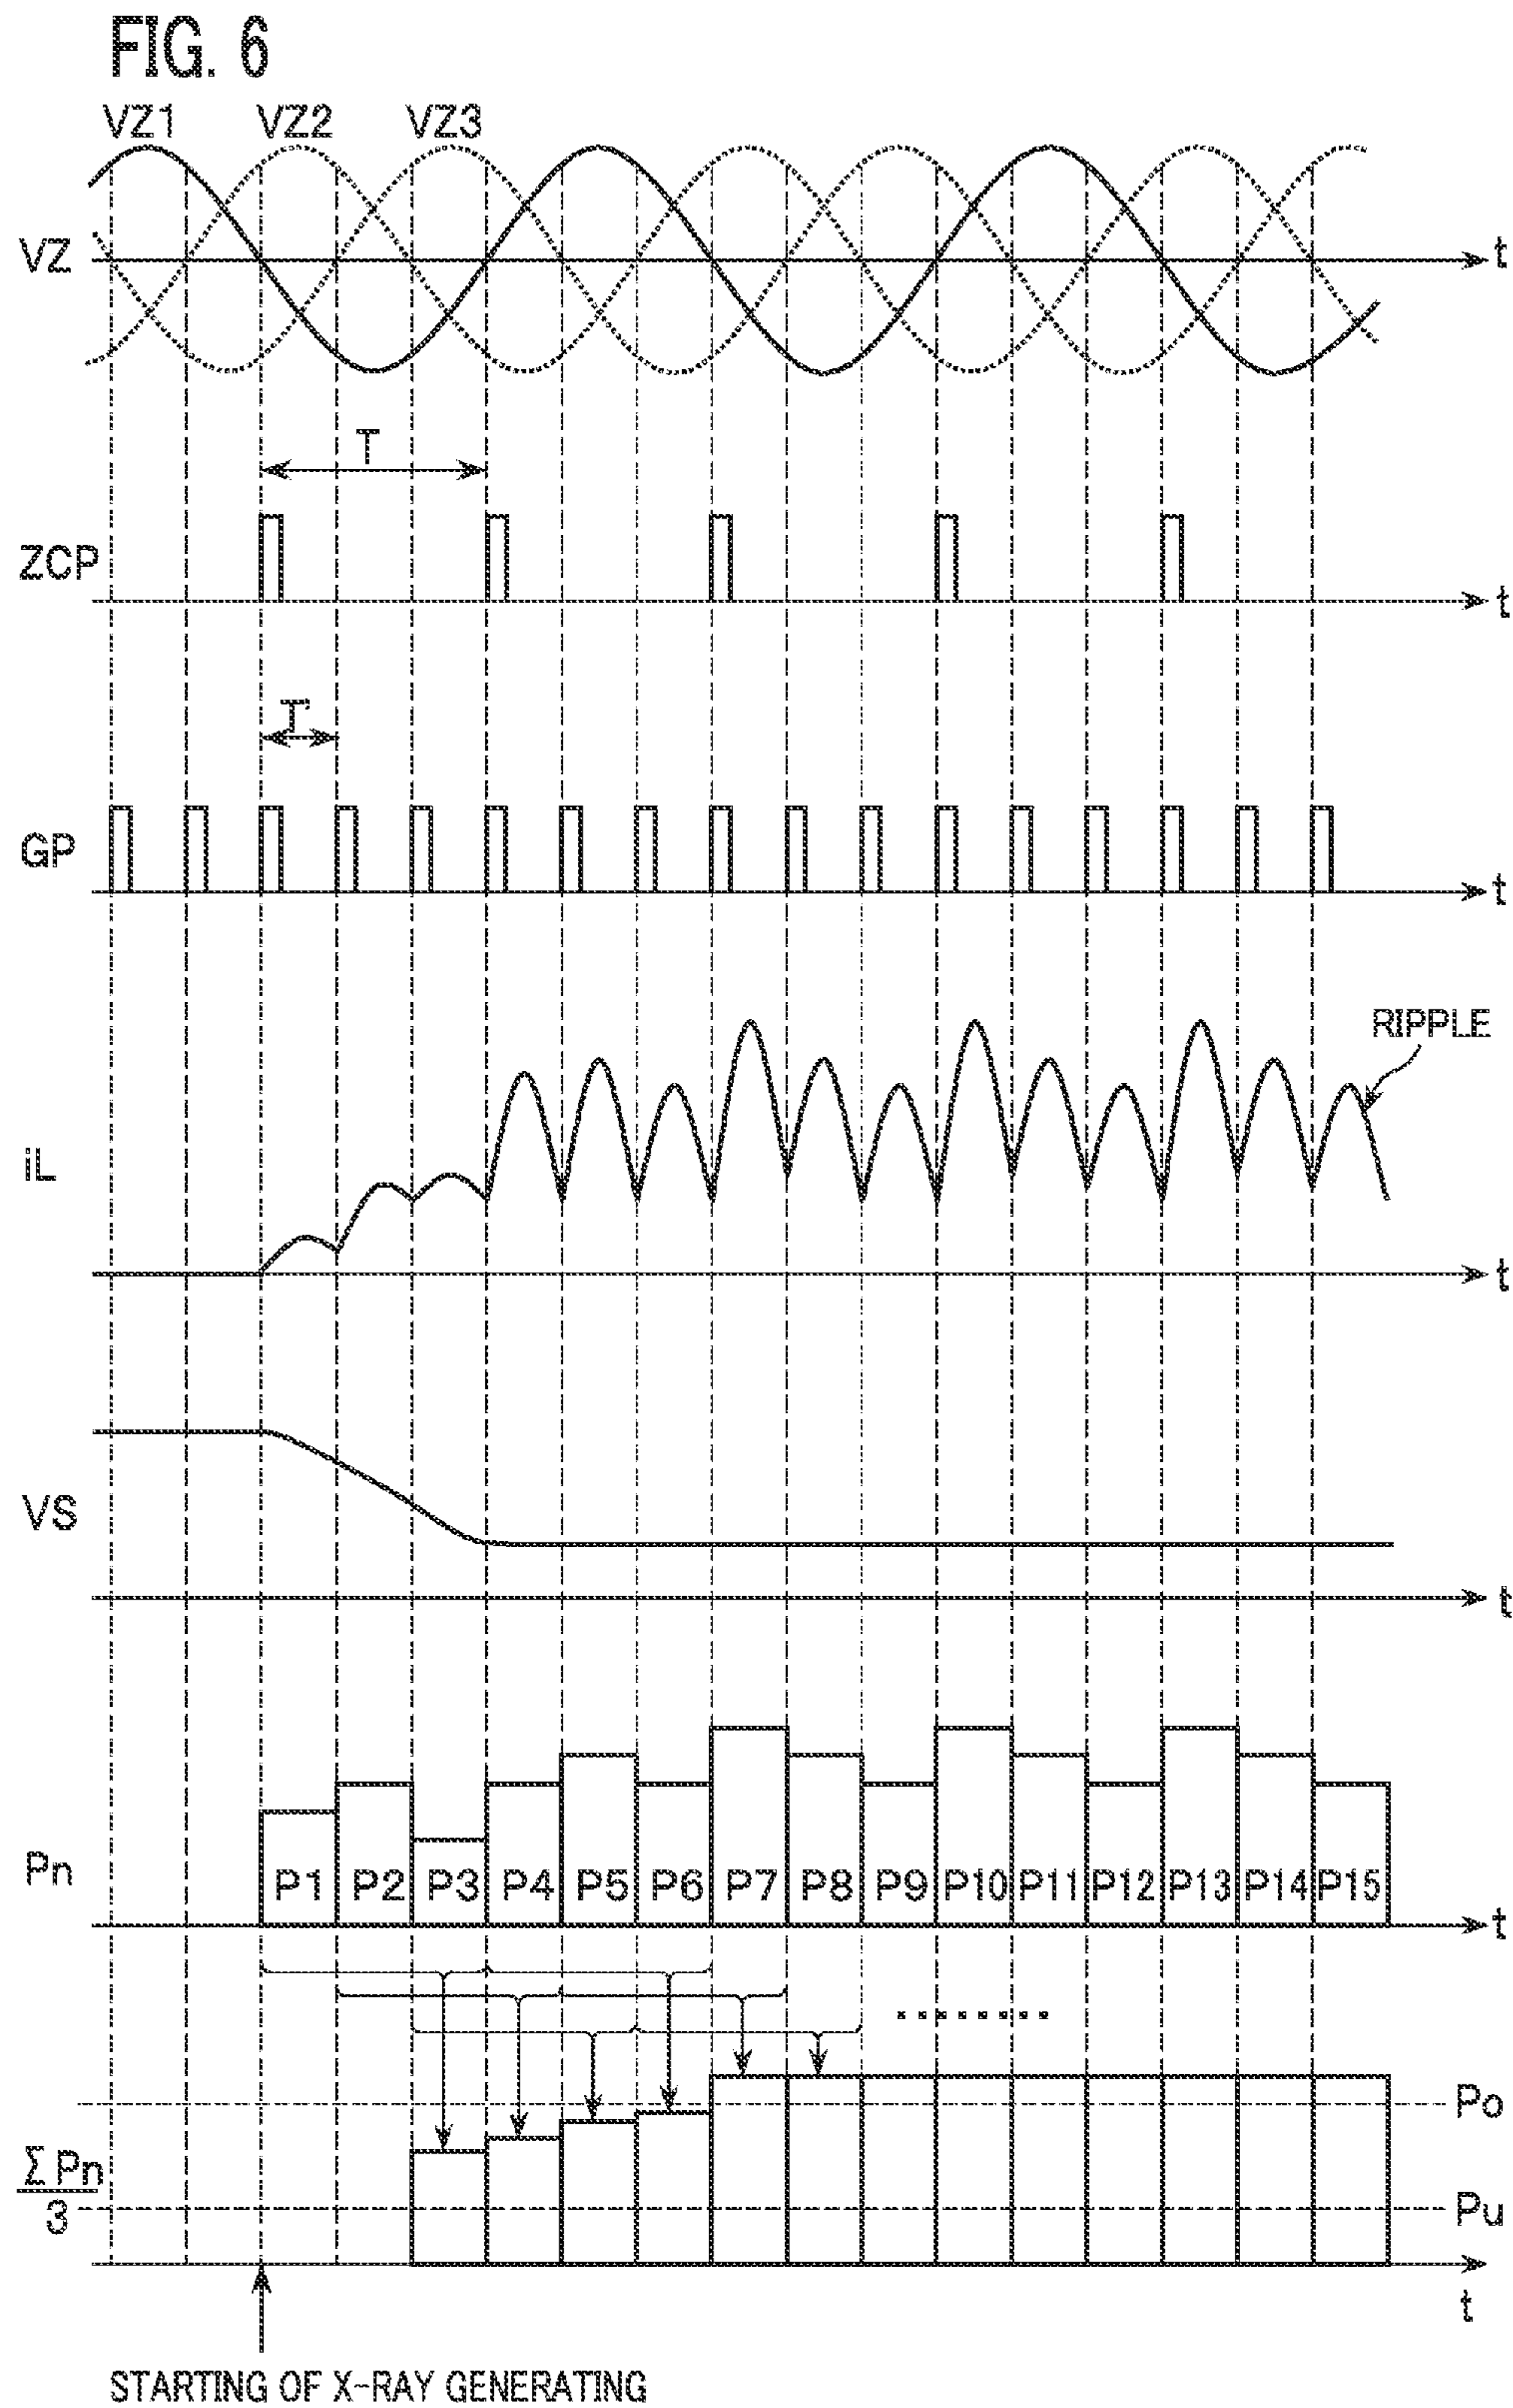 FIG. 6
VZ1 VZ2 VZ3
VZ
t
T
ZCP
t
T'
GP
t
RIPPLE
iL
t
VS
t
Pn
P1 P2 P3 P4 P5 P6 P7 P8 P9 P10 P11 P12 P13 P14 P15
t
........
Po
Σ Pn
3
Pu
t
STARTING OF X-RAY GENERATING